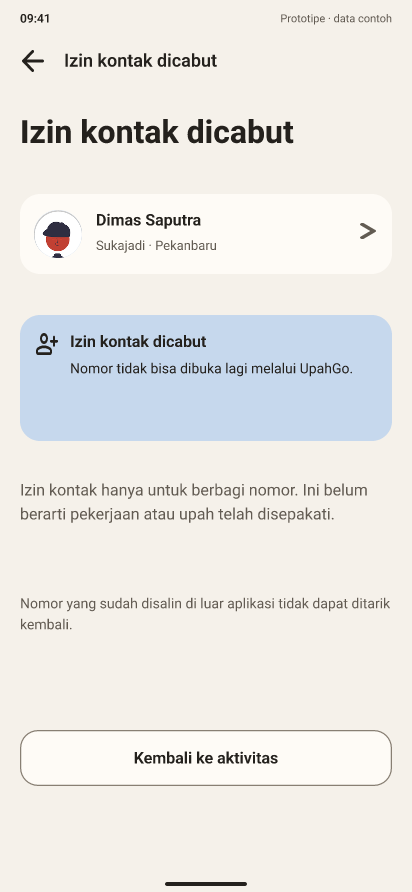 09:41
Prototipe · data contoh
Izin kontak dicabut
Izin kontak dicabut
Dimas Saputra
Sukajadi · Pekanbaru
Izin kontak dicabut
Nomor tidak bisa dibuka lagi melalui UpahGo.
Izin kontak hanya untuk berbagi nomor. Ini belum
berarti pekerjaan atau upah telah disepakati.
Nomor yang sudah disalin di luar aplikasi tidak dapat ditarik
kembali.
Kembali ke aktivitas